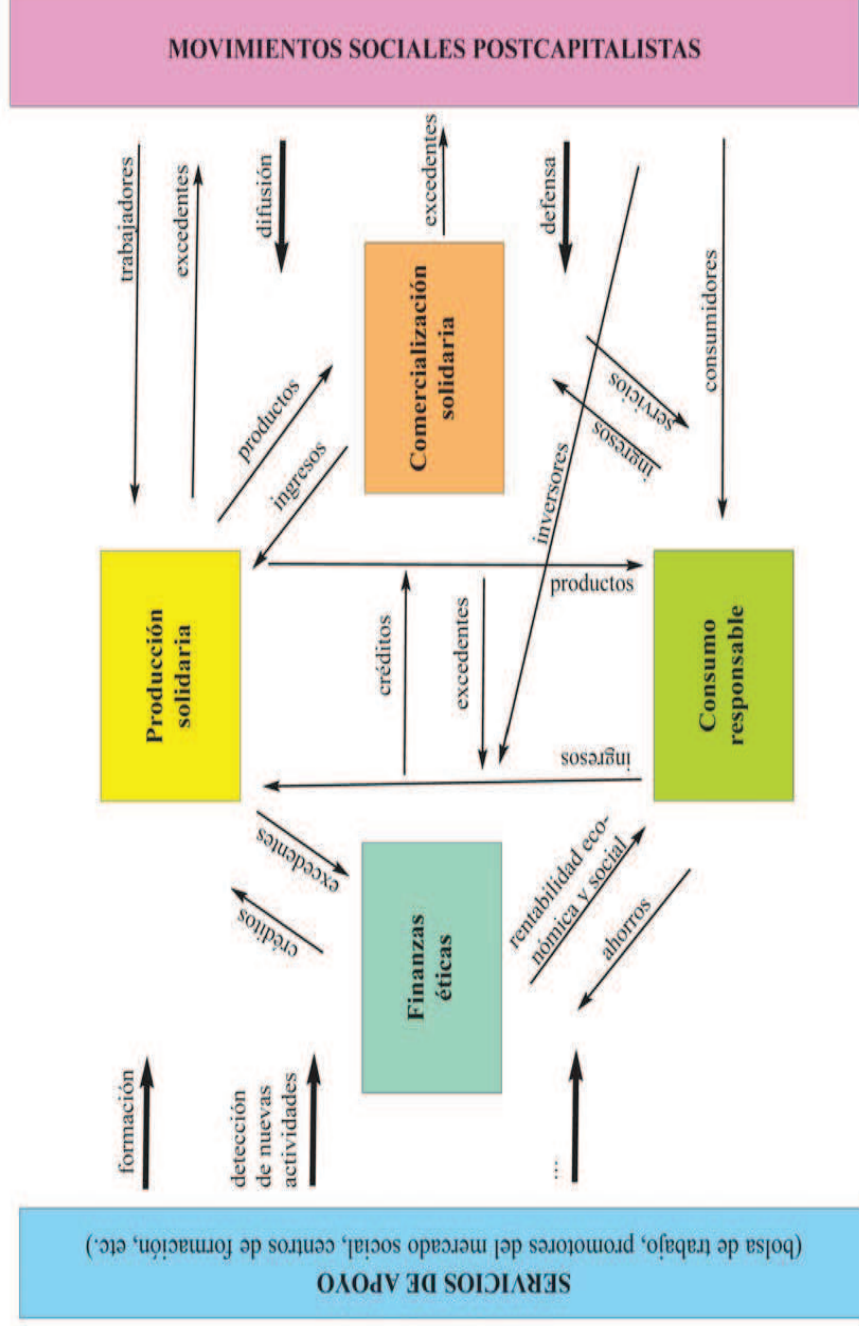 MOVIMIENTOS SOCIALES POSTCAPITALISTAS
trabajadores
excedentes
difusión
excedentes
defensa
consumidores
Comercialización
solidaria
productos
ingresos
servicios
ingresos
inversores
Producción
solidaria
productos
créditos
excedentes
ingresos
Consumo
responsable
excedentes
créditos
Finanzas
éticas
rentabilidad eco-
nómica y social
ahorros
formación
detección
de nuevas
actividades
...
SERVICIOS DE APOYO
(bolsa de trabajo, promotores del mercado social, centros de formación, etc.)